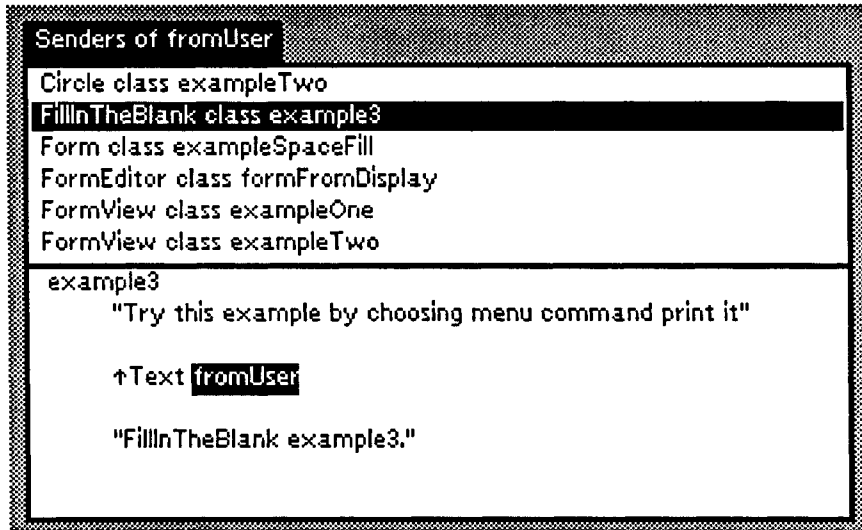 Senders of fromUser
Circle class exampleTwo
FillInTheBlank class example3
Form class exampleSpaceFill
FormEditor class formFromDisplay
FormView class exampleOne
FormView class exampleTwo
example3
"Try this example by choosing menu command print it"
↑Text fromUser
"FillInTheBlank example3."